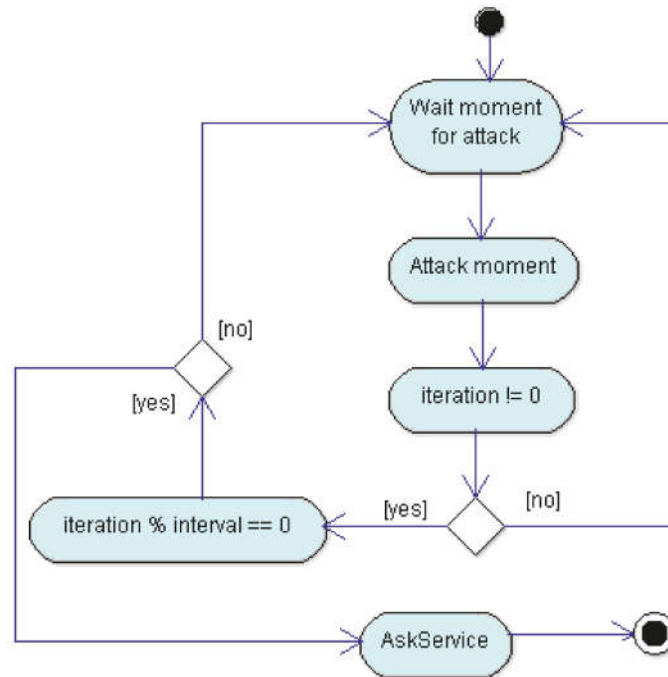 Wait moment
for attack
Attack moment
[no]
[yes]
iteration != 0
iteration % interval == 0
[yes]
[no]
AskService